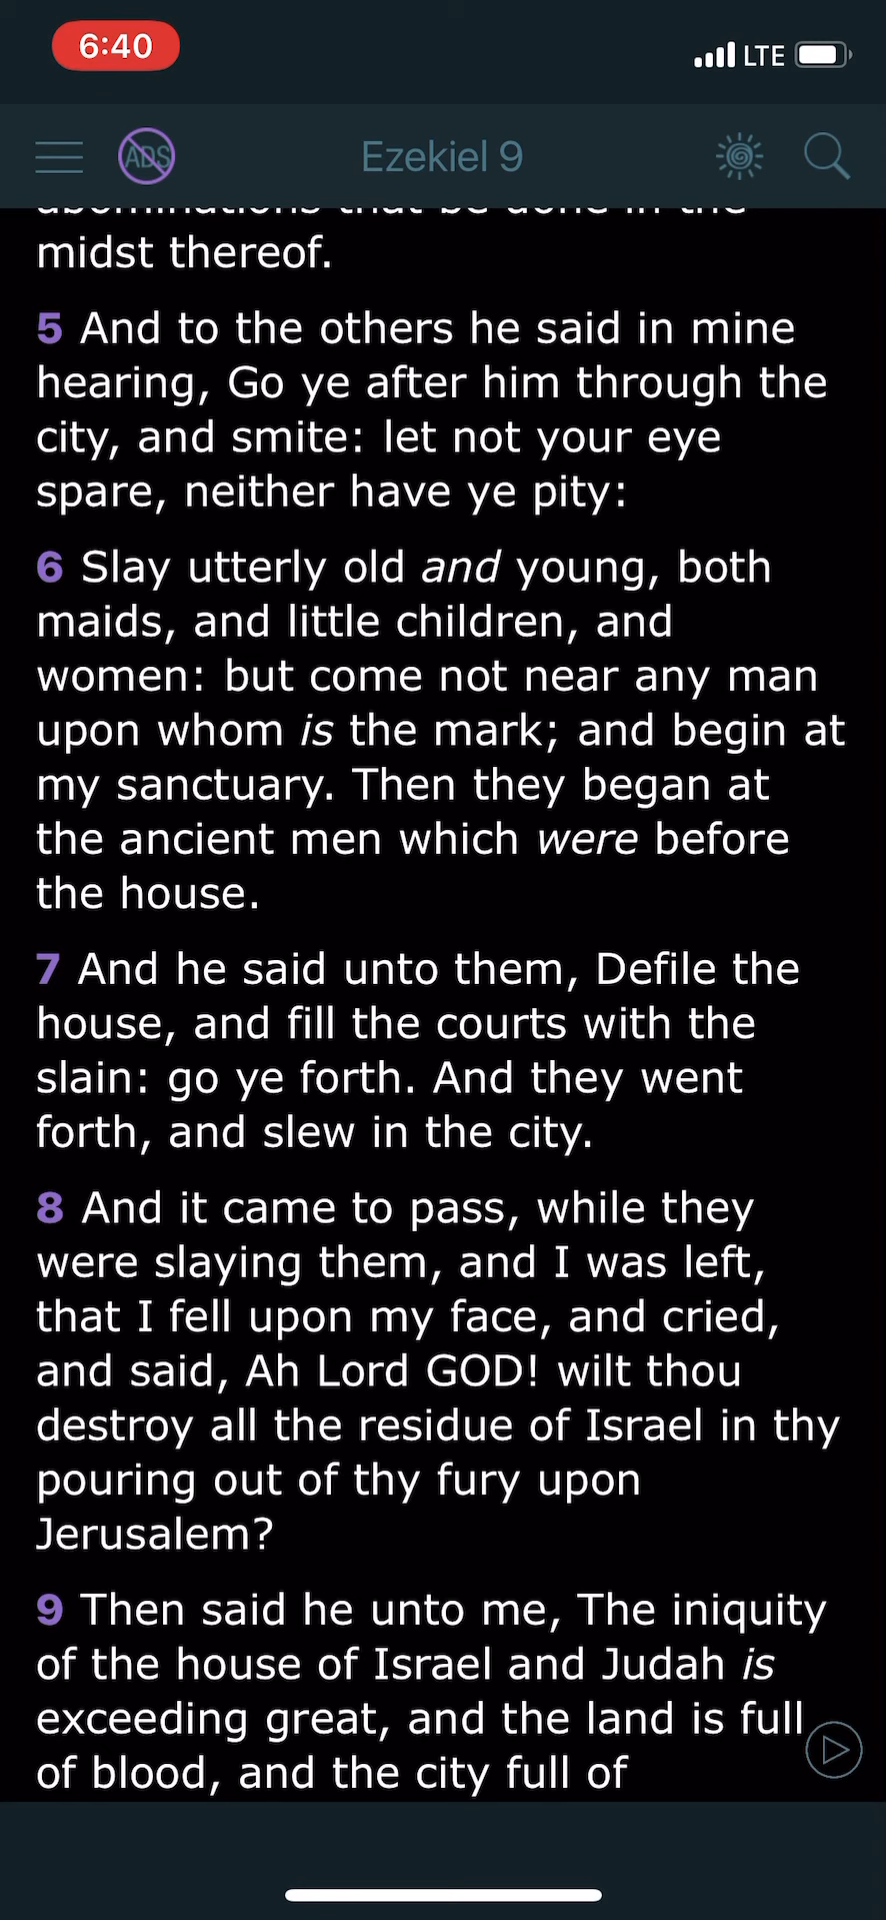 6:40
LTE
ADS
Ezekiel 9
abominations that be done in the
midst thereof.
5 And to the others he said in mine
hearing, Go ye after him through the
city, and smite: let not your eye
spare, neither have ye pity:
6 Slay utterly old and young, both
maids, and little children, and
women: but come not near any man
upon whom is the mark; and begin at
my sanctuary. Then they began at
the ancient men which were before
the house.
7 And he said unto them, Defile the
house, and fill the courts with the
slain: go ye forth. And they went
forth, and slew in the city.
8 And it came to pass, while they
were slaying them, and I was left,
that I fell upon my face, and cried,
and said, Ah Lord GOD! wilt thou
destroy all the residue of Israel in thy
pouring out of thy fury upon
Jerusalem?
9 Then said he unto me, The iniquity
of the house of Israel and Judah is
exceeding great, and the land is full
of blood, and the city full of